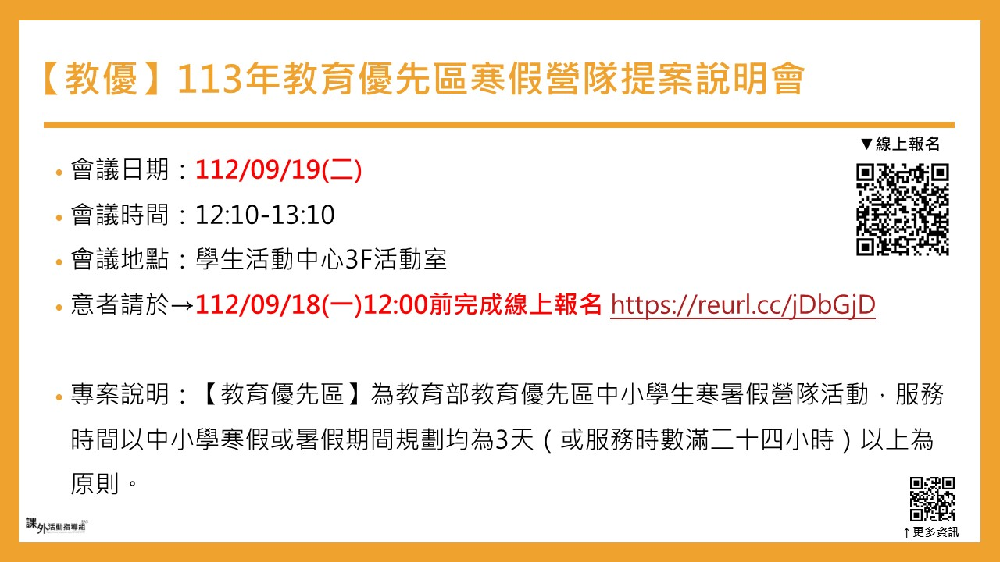 【教優】113年教育優先區寒假營隊提案說明會
▼線上報名
• 會議日期：112/09/19(二)
• 會議時間：12:10-13:10
• 會議地點：學生活動中心3F活動室
• 意者請於→112/09/18(一)12:00前完成線上報名 https://reurl.cc/jDbGjD
• 專案說明：【教育優先區】為教育部教育優先區中小學生寒暑假營隊活動，服務
時間以中小學寒假或暑假期間規劃均為3天（或服務時數滿二十四小時）以上為
原則。
課外活動指導組
↑更多資訊